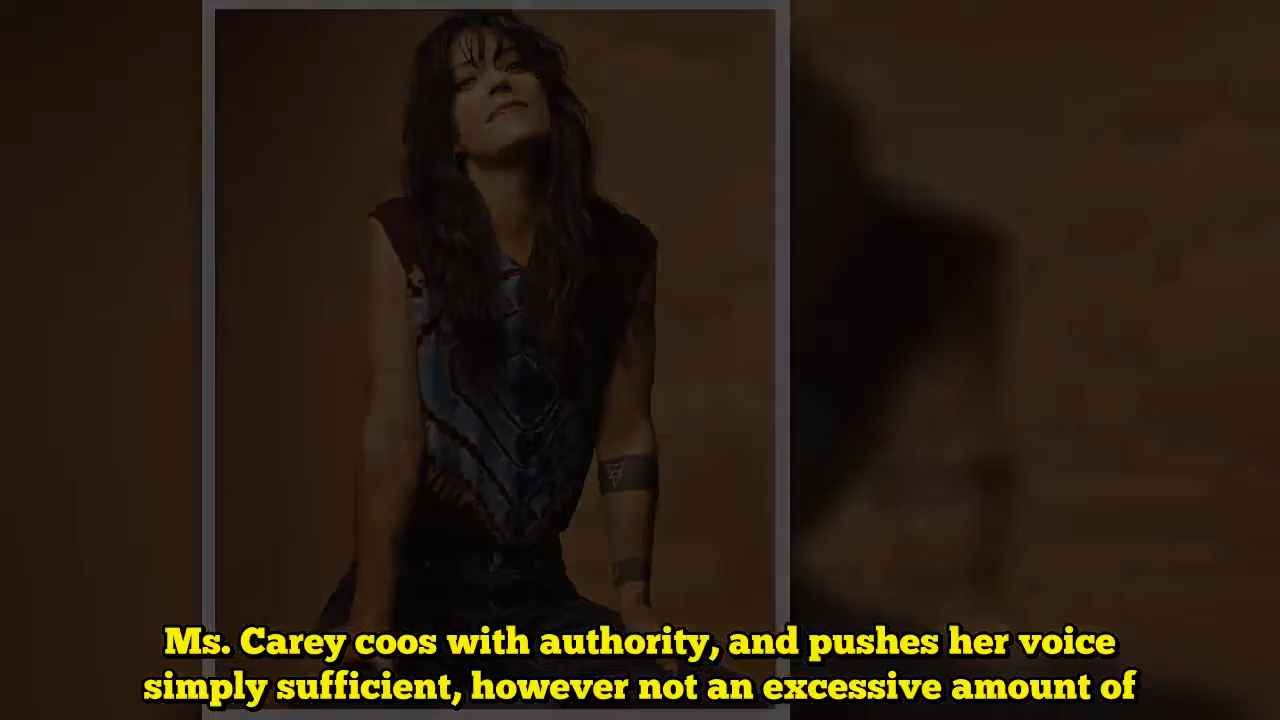 Ms. Carey coos with authority, and pushes her voice
simply sufficient, however not an excessive amount of